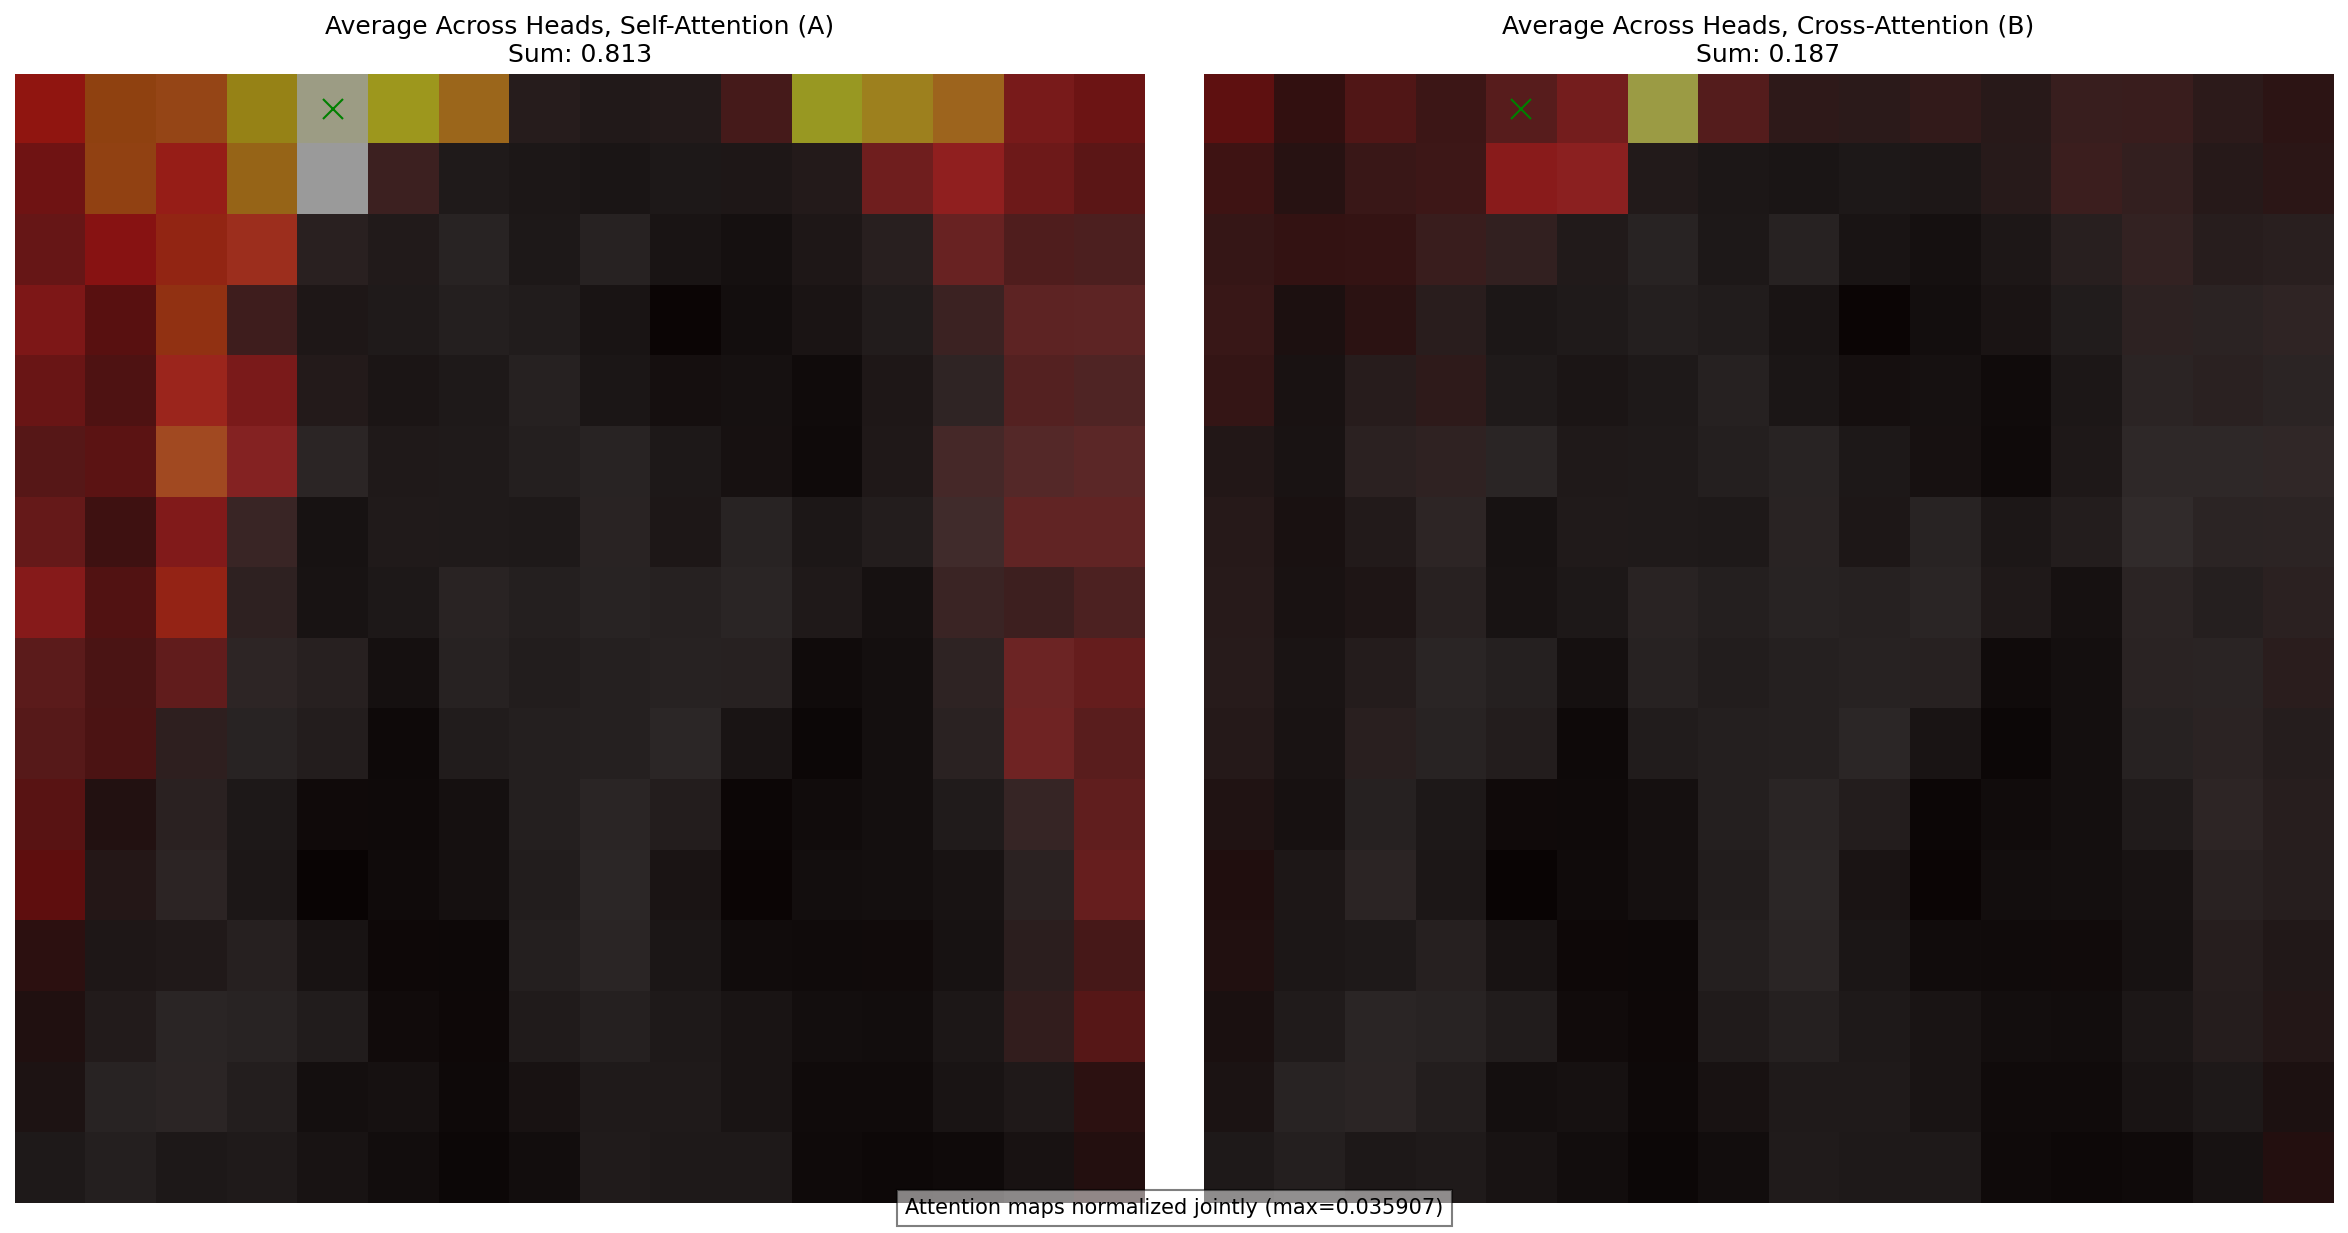 Average Across Heads, Self-Attention (A)
Sum: 0.813
Average Across Heads, Cross-Attention (B)
Sum: 0.187
Attention maps normalized jointly (max=0.035907)